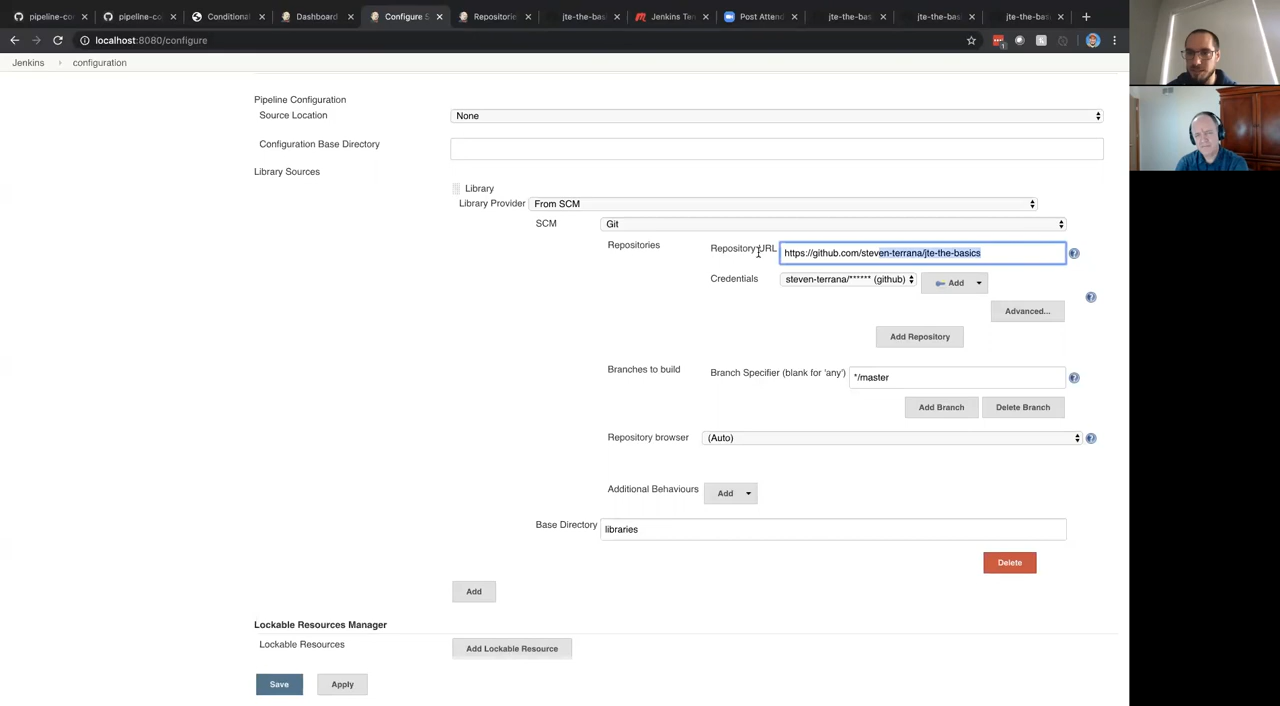 pipeline-co
pipeline-co
Conditional
Dashboard
Configure S
Repositorie
jte-the-bas
Jenkins Ter
Post Attend
jte-the-bas
jte-the-bas
jte-the-bas
localhost:8080/configure
Jenkins configuration
Pipeline Configuration
Source Location None
Configuration Base Directory
Library Sources
Library
Library Provider From SCM
SCM Git
Repositories Repository URL https://github.com/steven-terrana/jte-the-basics
Credentials steven-terrana/****** (github) Add
Advanced...
Add Repository
Branches to build Branch Specifier (blank for 'any') */master
Add Branch Delete Branch
Repository browser (Auto)
Additional Behaviours Add
Base Directory libraries
Delete
Add
Lockable Resources Manager
Lockable Resources Add Lockable Resource
Save Apply